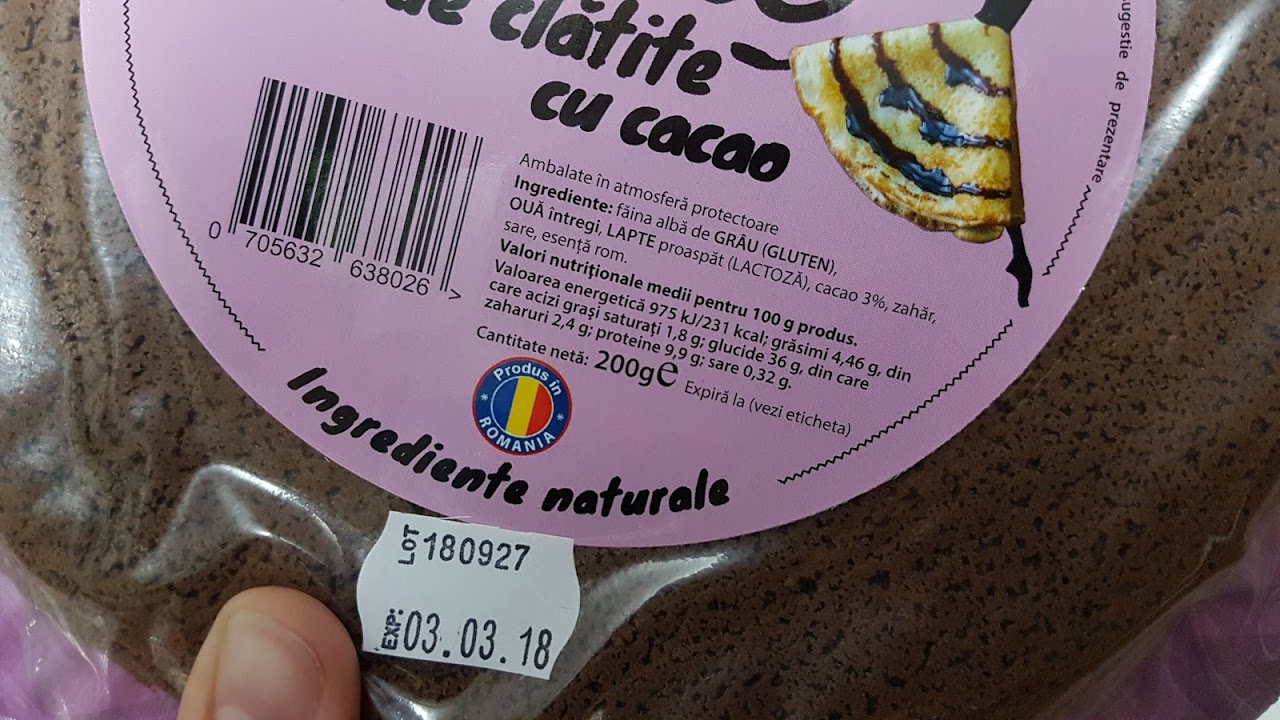 de clătite
cu cacao
sugestie de prezentare
0 705632 638026 >
Ambalate în atmosferă protectoare
Ingrediente: făina albă de GRÂU (GLUTEN),
OUĂ întregi, LAPTE proaspăt (LACTOZĂ), cacao 3%, zahăr,
sare, esență rom.
Valori nutriționale medii pentru 100 g produs.
Valoarea energetică 975 kJ/231 kcal; grăsimi 4,46 g, din
care acizi grași saturați 1,8 g; glucide 36 g, din care
zaharuri 2,4 g; proteine 9,9 g; sare 0,32 g.
Cantitate netă: 200g℮ Expiră la (vezi eticheta)
Produs în
ROMANIA
Ingrediente naturale
LOT 180927
EXP: 03.03.18